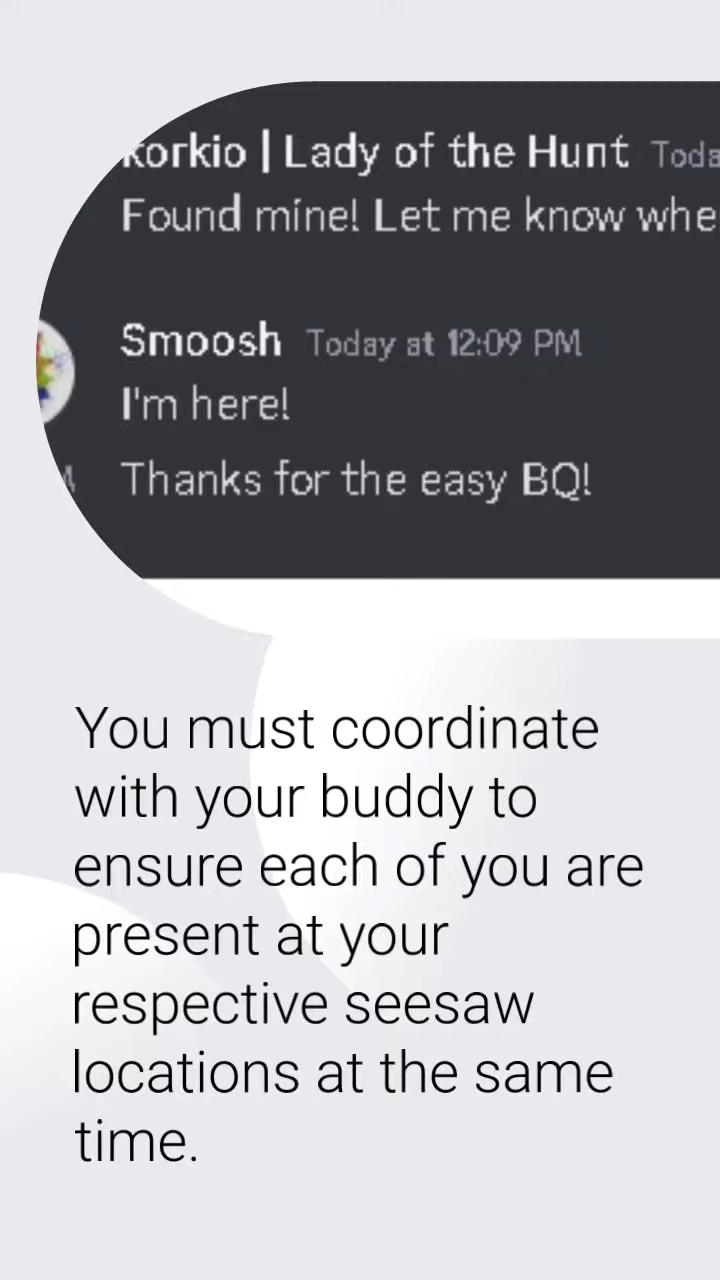 korkio | Lady of the Hunt Toda
Found mine! Let me know whe
Smoosh Today at 12:09 PM
I'm here!
Thanks for the easy BQ!
You must coordinate
with your buddy to
ensure each of you are
present at your
respective seesaw
locations at the same
time.